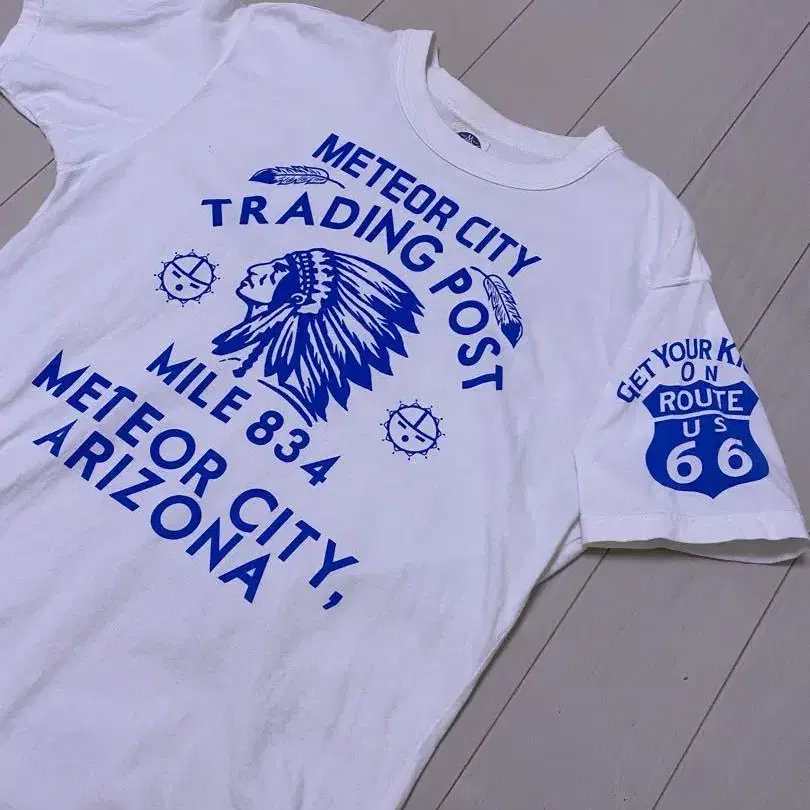 METEOR CITY
TRADING POST
MILE 834
METEOR CITY,
ARIZONA
GET YOUR
ON
ROUTE
US
66